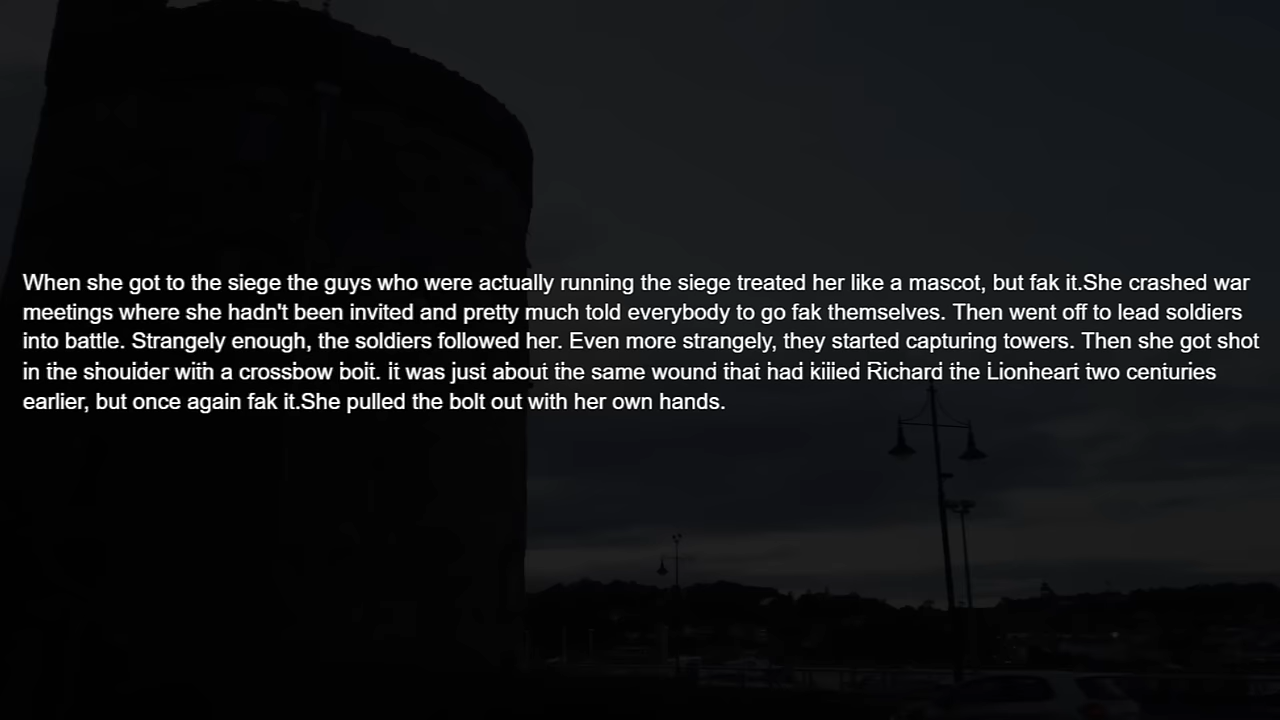 When she got to the siege the guys who were actually running the siege treated her like a mascot, but fak it.She crashed war
meetings where she hadn't been invited and pretty much told everybody to go fak themselves. Then went off to lead soldiers
into battle. Strangely enough, the soldiers followed her. Even more strangely, they started capturing towers. Then she got shot
in the shoulder with a crossbow bolt. It was just about the same wound that had killed Richard the Lionheart two centuries
earlier, but once again fak it.She pulled the bolt out with her own hands.